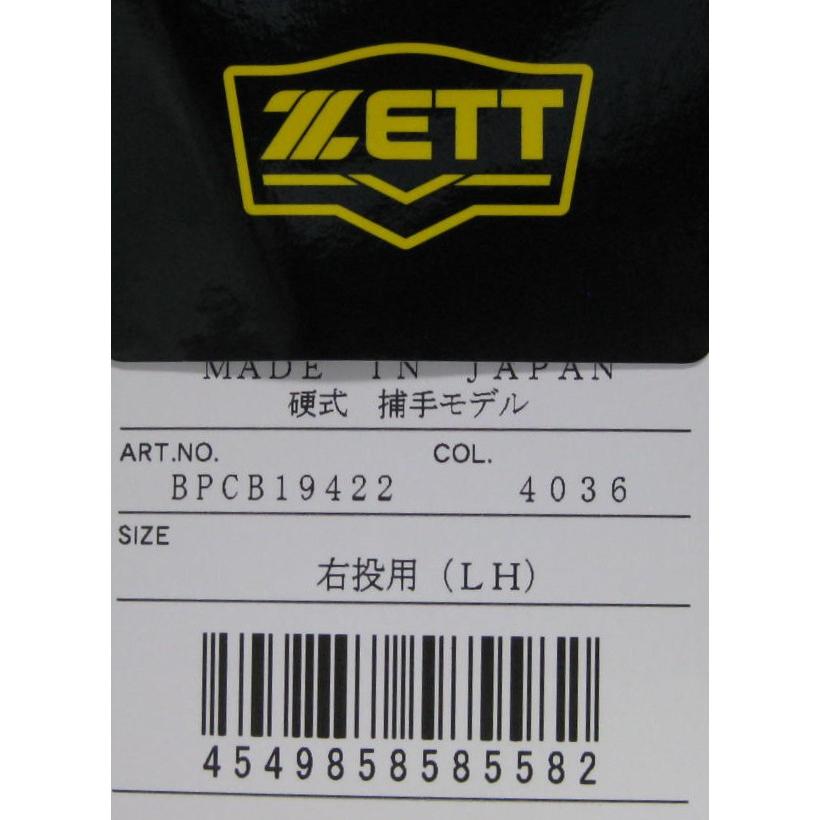 ZETT
MADE IN JAPAN
硬式 捕手モデル
ART.NO. COL.
BPCB19422 4036
SIZE
右投用(LH)
4549858585582